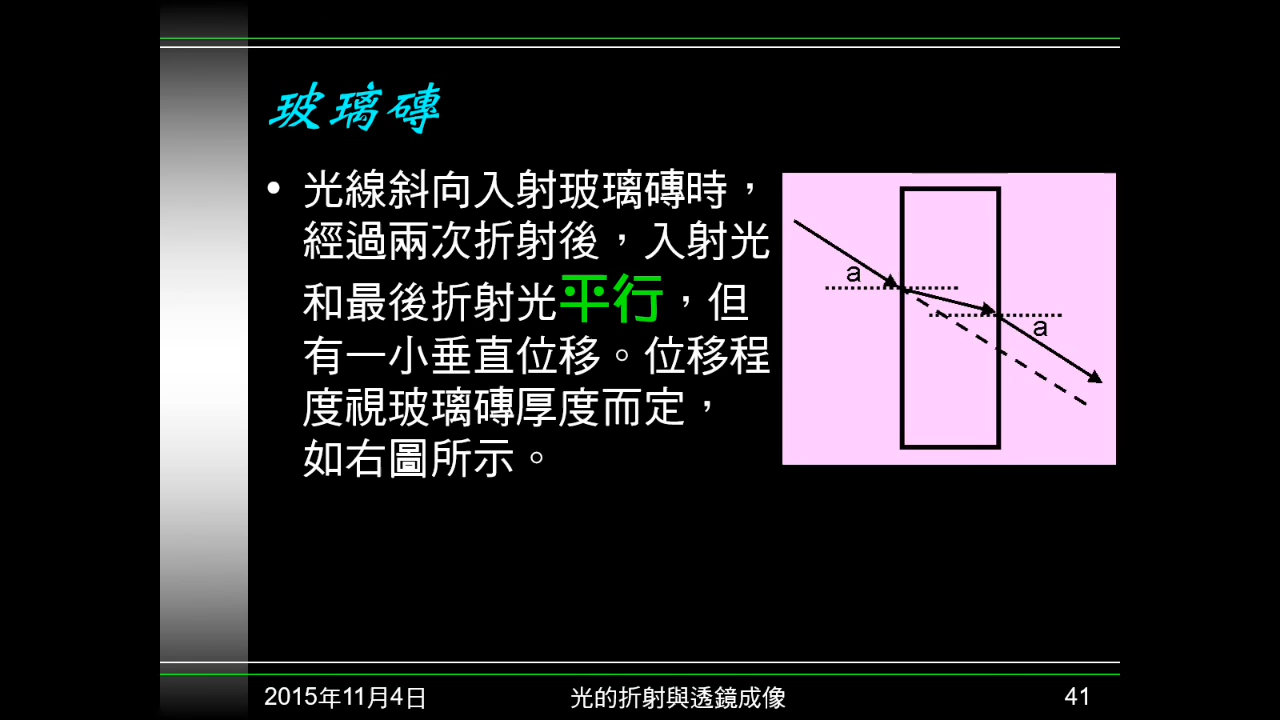 玻璃磚
• 光線斜向入射玻璃磚時，
經過兩次折射後，入射光
和最後折射光平行，但
有一小垂直位移。位移程
度視玻璃磚厚度而定，
如右圖所示。
a
a
2015年11月4日
光的折射與透鏡成像
41